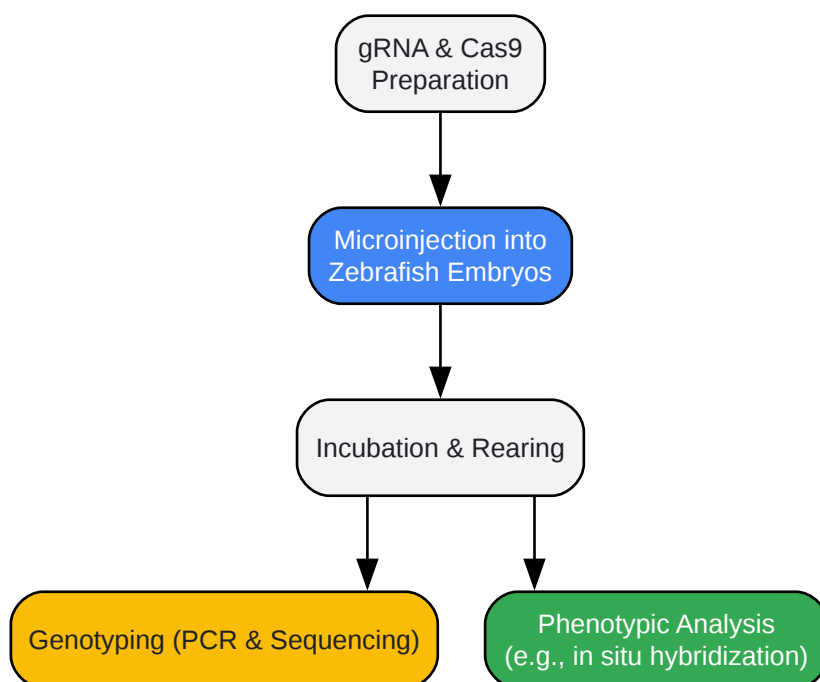 gRNA & Cas9
Preparation
Microinjection into
Zebrafish Embryos
Incubation & Rearing
Genotyping (PCR & Sequencing)
Phenotypic Analysis
(e.g., in situ hybridization)